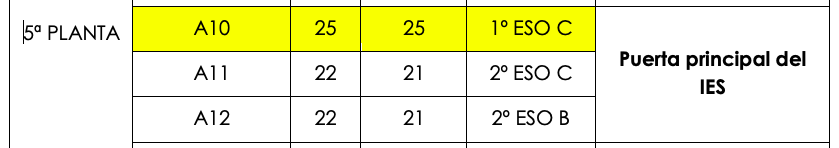 5ª PLANTA
A10 25 25 1º ESO C
A11 22 21 2º ESO C
A12 22 21 2º ESO B
Puerta principal del
IES